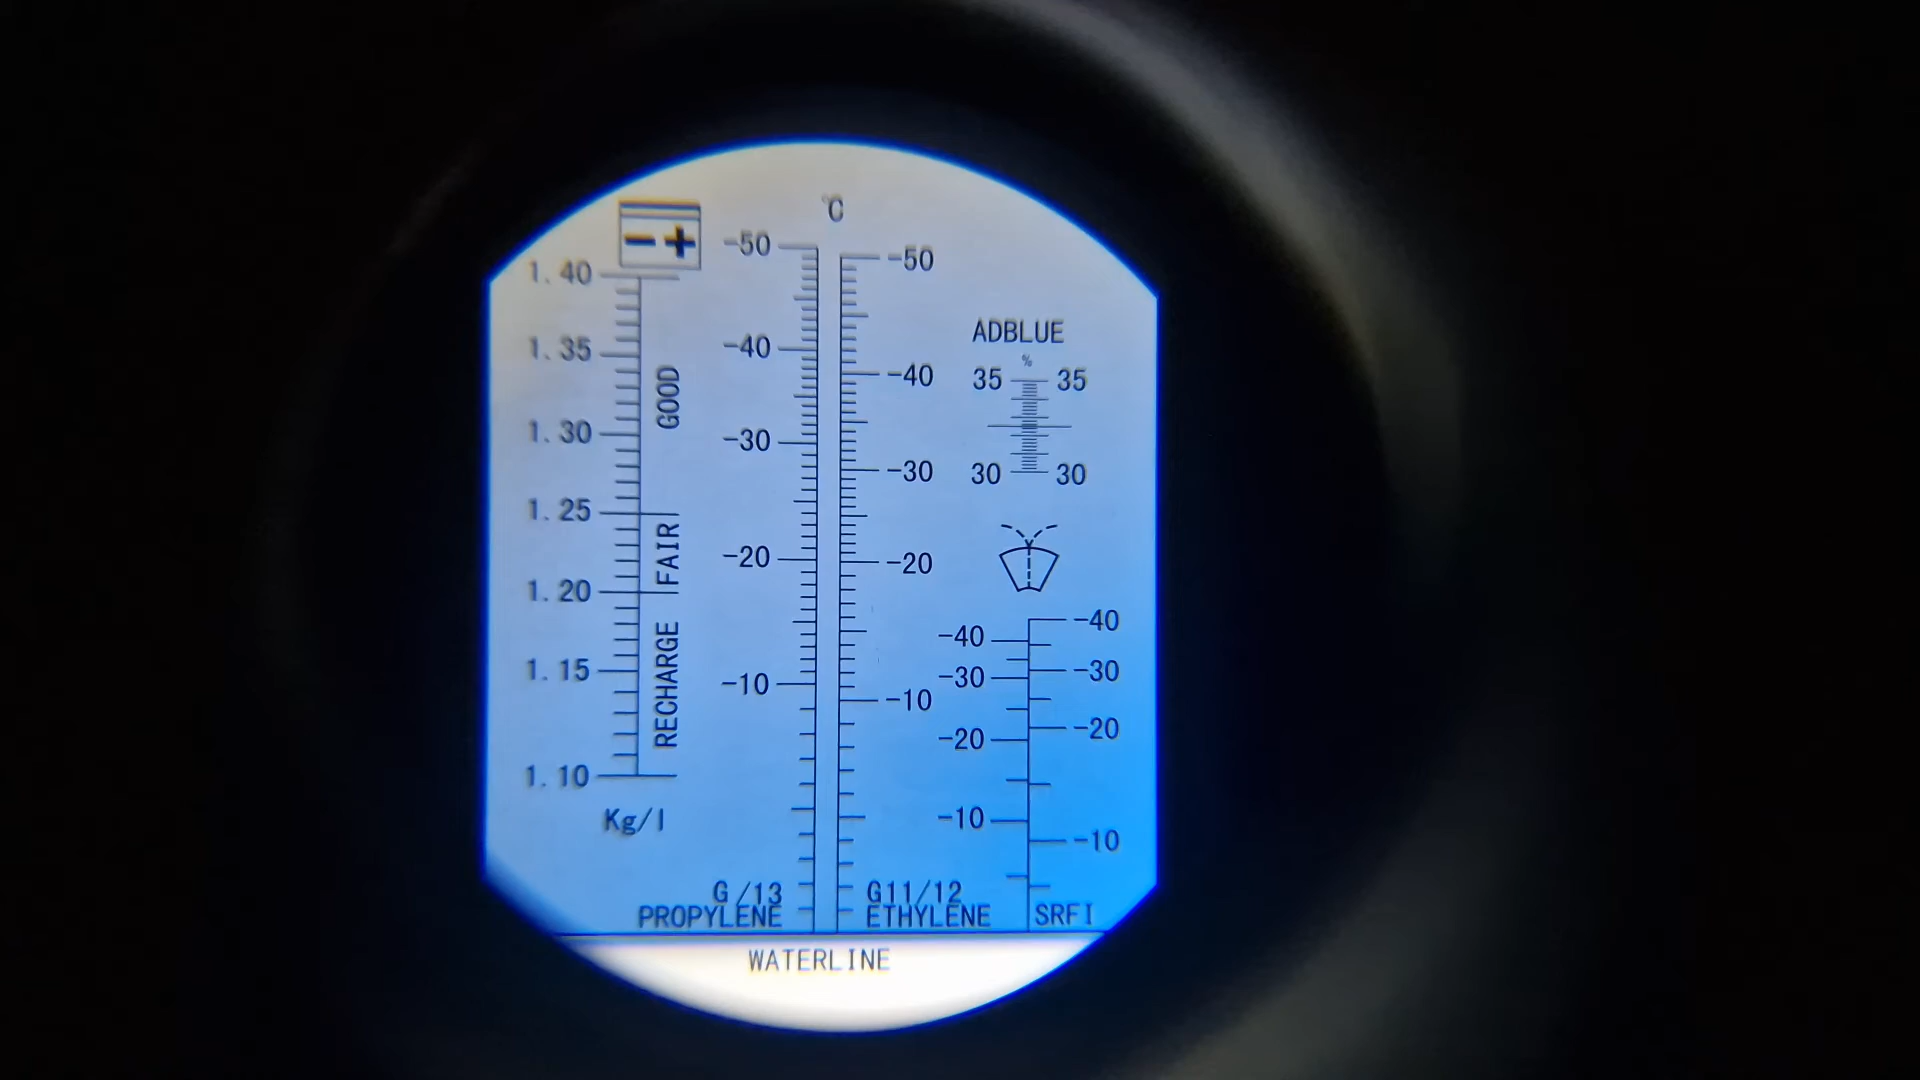 ℃
- +
1.40
1.35
1.30
1.25
1.20
1.15
1.10
Kg/l
GOOD
FAIR
RECHARGE
-50
-40
-30
-20
-10
G /13
PROPYLENE
-50
-40
-30
-20
-10
G11/12
ETHYLENE
ADBLUE
%
35 35
30 30
-40 -40
-30 -30
-20 -20
-10 -10
SRFI
WATERLINE